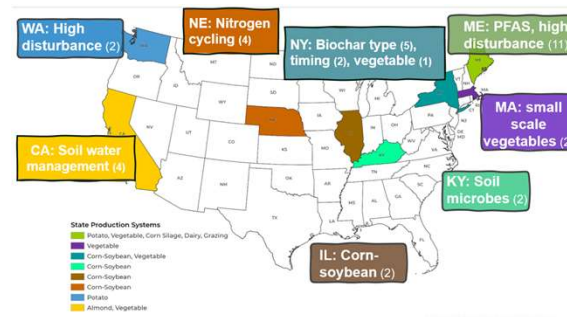 WA: High
disturbance (2)
NE: Nitrogen
cycling (4)
NY: Biochar type (5),
timing (2), vegetable (1)
ME: PFAS, high
disturbance (11)
CA: Soil water
management (4)
MA: small
scale
vegetables (2
KY: Soil
microbes (2)
IL: Corn-
soybean (2)
State Production Systems
Potato, Vegetable, Corn Silage, Dairy, Grazing
Vegetable
Corn-Soybean, Vegetable
Corn-Soybean
Corn-Soybean
Corn-Soybean
Potato
Almond, Vegetable